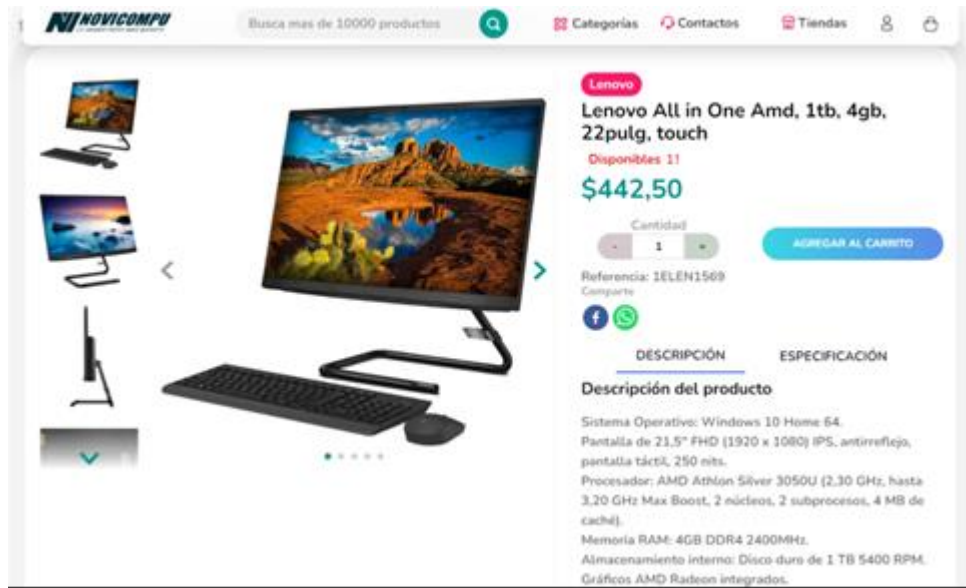 NOVICOMPU
Busca mas de 10000 productos
Categorías
Contactos
Tiendas
Lenovo
Lenovo All in One Amd, 1tb, 4gb,
22pulg, touch
Disponibles 1!
$442,50
Cantidad
- 1 +
AGREGAR AL CARRITO
Referencia: 1ELEN1569
Comparte
DESCRIPCIÓN
ESPECIFICACIÓN
Descripción del producto
Sistema Operativo: Windows 10 Home 64.
Pantalla de 21,5" FHD (1920 x 1080) IPS, antirreflejo,
pantalla táctil, 250 nits.
Procesador: AMD Athlon Silver 3050U (2,30 GHz, hasta
3,20 GHz Max Boost, 2 núcleos, 2 subprocesos, 4 MB de
caché).
Memoria RAM: 4GB DDR4 2400MHz.
Almacenamiento interno: Disco duro de 1 TB 5400 RPM.
Gráficos AMD Radeon integrados.